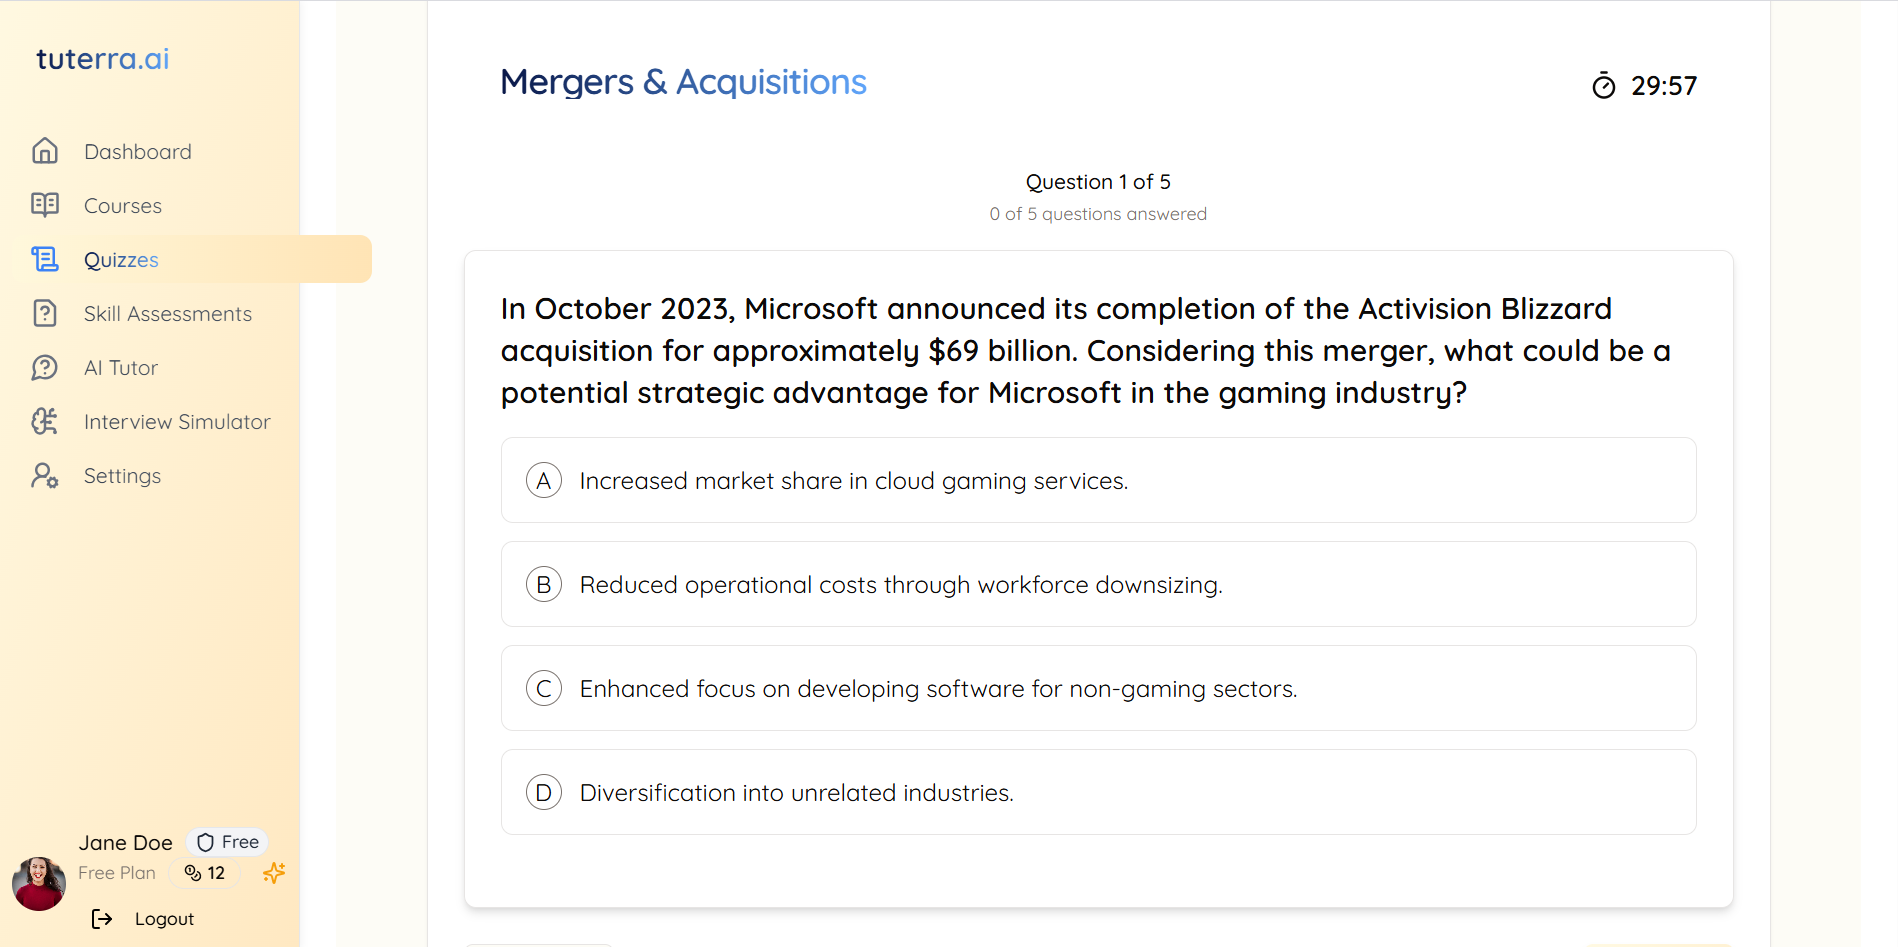 tuterra.ai
Dashboard
Courses
Quizzes
Skill Assessments
AI Tutor
Interview Simulator
Settings
Jane Doe
Free
Free Plan
12
Logout
Mergers & Acquisitions
29:57
Question 1 of 5
0 of 5 questions answered
In October 2023, Microsoft announced its completion of the Activision Blizzard
acquisition for approximately $69 billion. Considering this merger, what could be a
potential strategic advantage for Microsoft in the gaming industry?
A Increased market share in cloud gaming services.
B Reduced operational costs through workforce downsizing.
C Enhanced focus on developing software for non-gaming sectors.
D Diversification into unrelated industries.